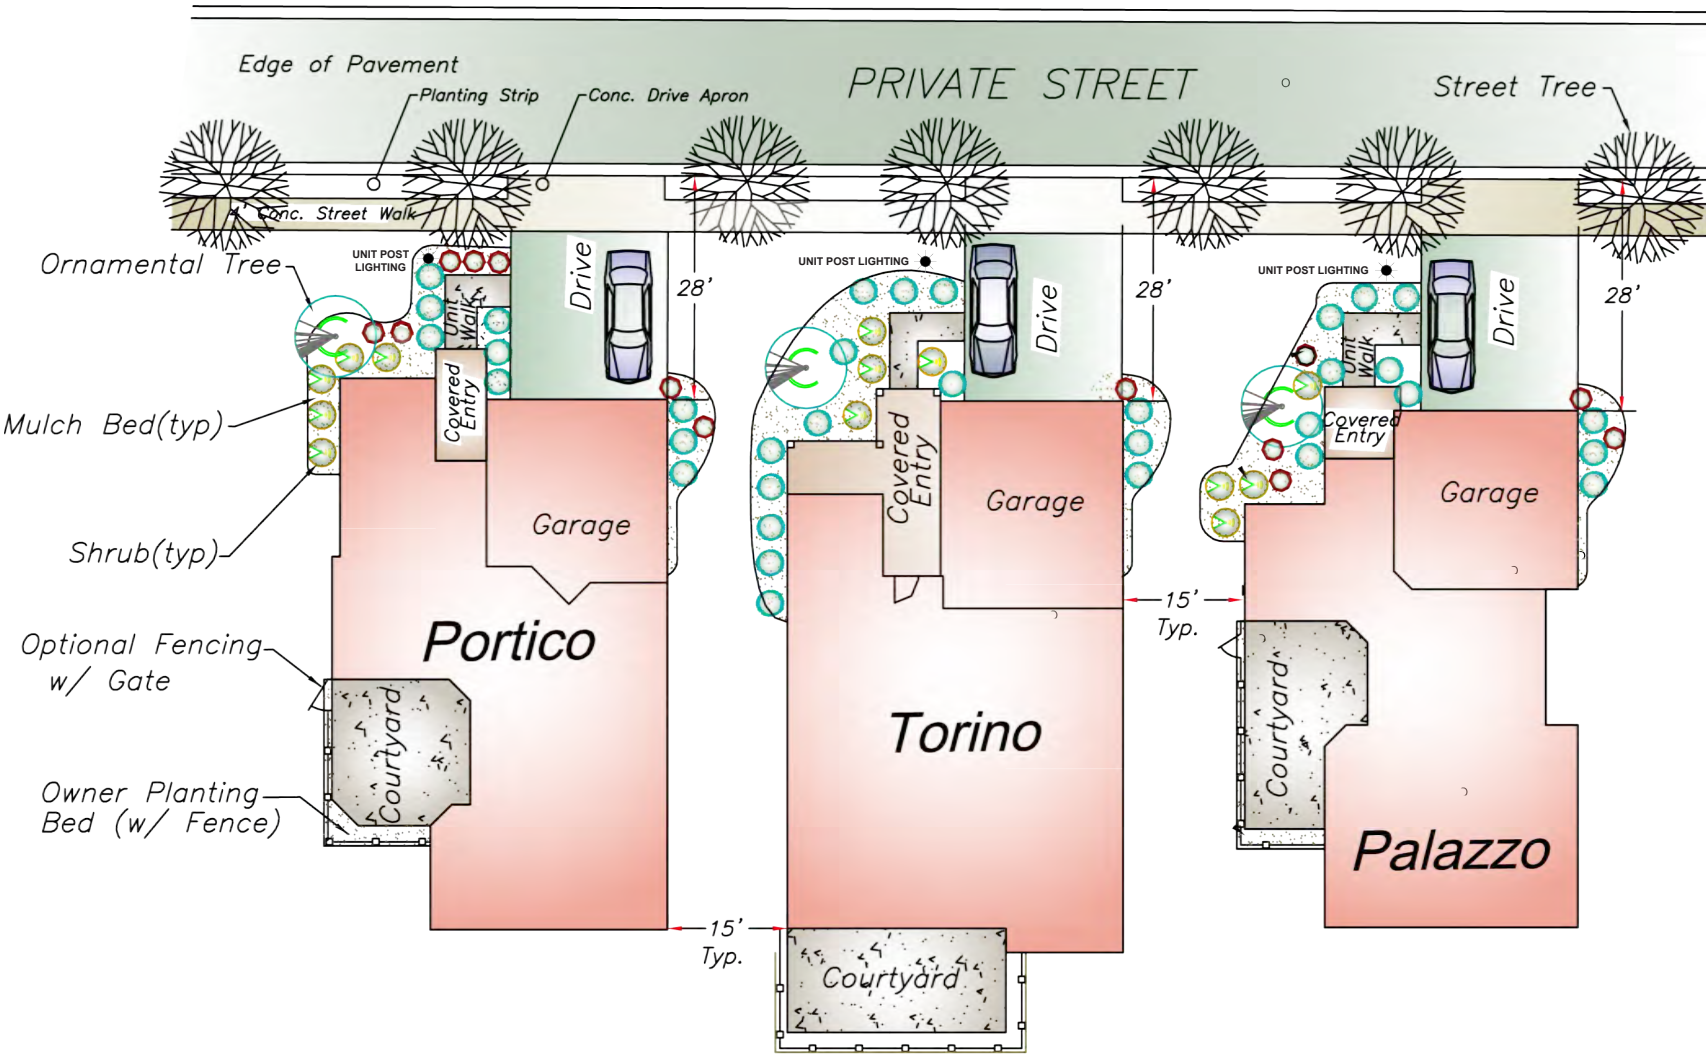 Edge of Pavement
PRIVATE STREET
Street Tree
Planting Strip
Conc. Drive Apron
4' Conc. Street Walk
Ornamental Tree
UNIT POST
LIGHTING
Unit
Walk
Drive
28'
UNIT POST LIGHTING
Drive
28'
UNIT POST LIGHTING
Unit
Walk
Drive
28'
Mulch Bed(typ)
Covered
Entry
Covered
Entry
Covered
Entry
Shrub(typ)
Garage
Garage
Garage
15'
Typ.
Optional Fencing
w/ Gate
Portico
Torino
Palazzo
Courtyard
Courtyard
Owner Planting
Bed (w/ Fence)
15'
Typ.
Courtyard